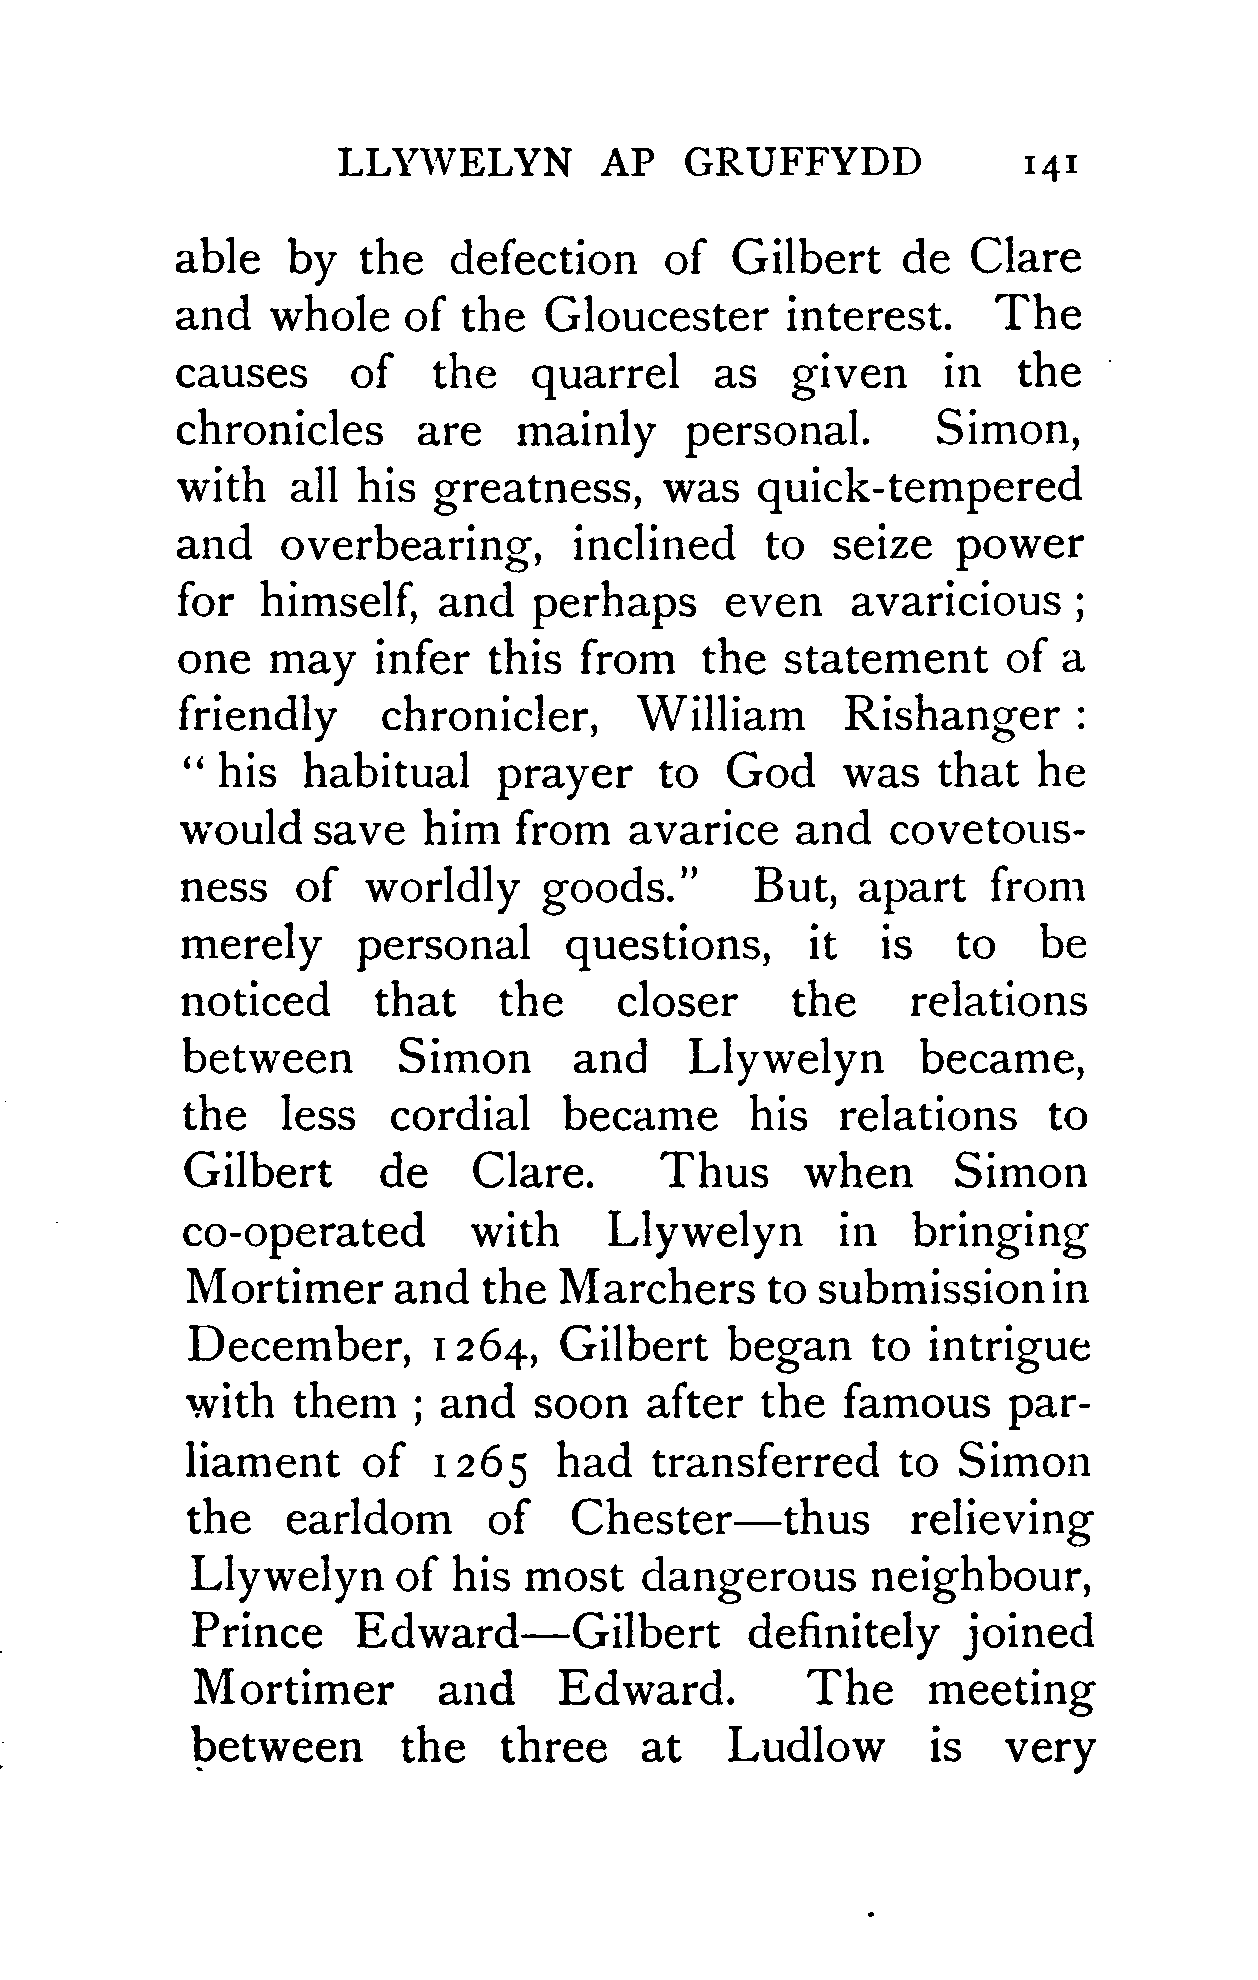 LLYWELYN AP GRUFFYDD 141
able by the defection of Gilbert de Clare
and whole of the Gloucester interest. The
causes of the quarrel as given in the
chronicles are mainly personal. Simon,
with all his greatness, was quick-tempered
and overbearing, inclined to seize power
for himself, and perhaps even avaricious ;
one may infer this from the statement of a
friendly chronicler, William Rishanger :
“ his habitual prayer to God was that he
would save him from avarice and covetous-
ness of worldly goods.” But, apart from
merely personal questions, it is to be
noticed that the closer the relations
between Simon and Llywelyn became,
the less cordial became his relations to
Gilbert de Clare. Thus when Simon
co-operated with Llywelyn in bringing
Mortimer and the Marchers to submission in
December, 1264, Gilbert began to intrigue
with them ; and soon after the famous par-
liament of 1265 had transferred to Simon
the earldom of Chester—thus relieving
Llywelyn of his most dangerous neighbour,
Prince Edward—Gilbert definitely joined
Mortimer and Edward. The meeting
between the three at Ludlow is very